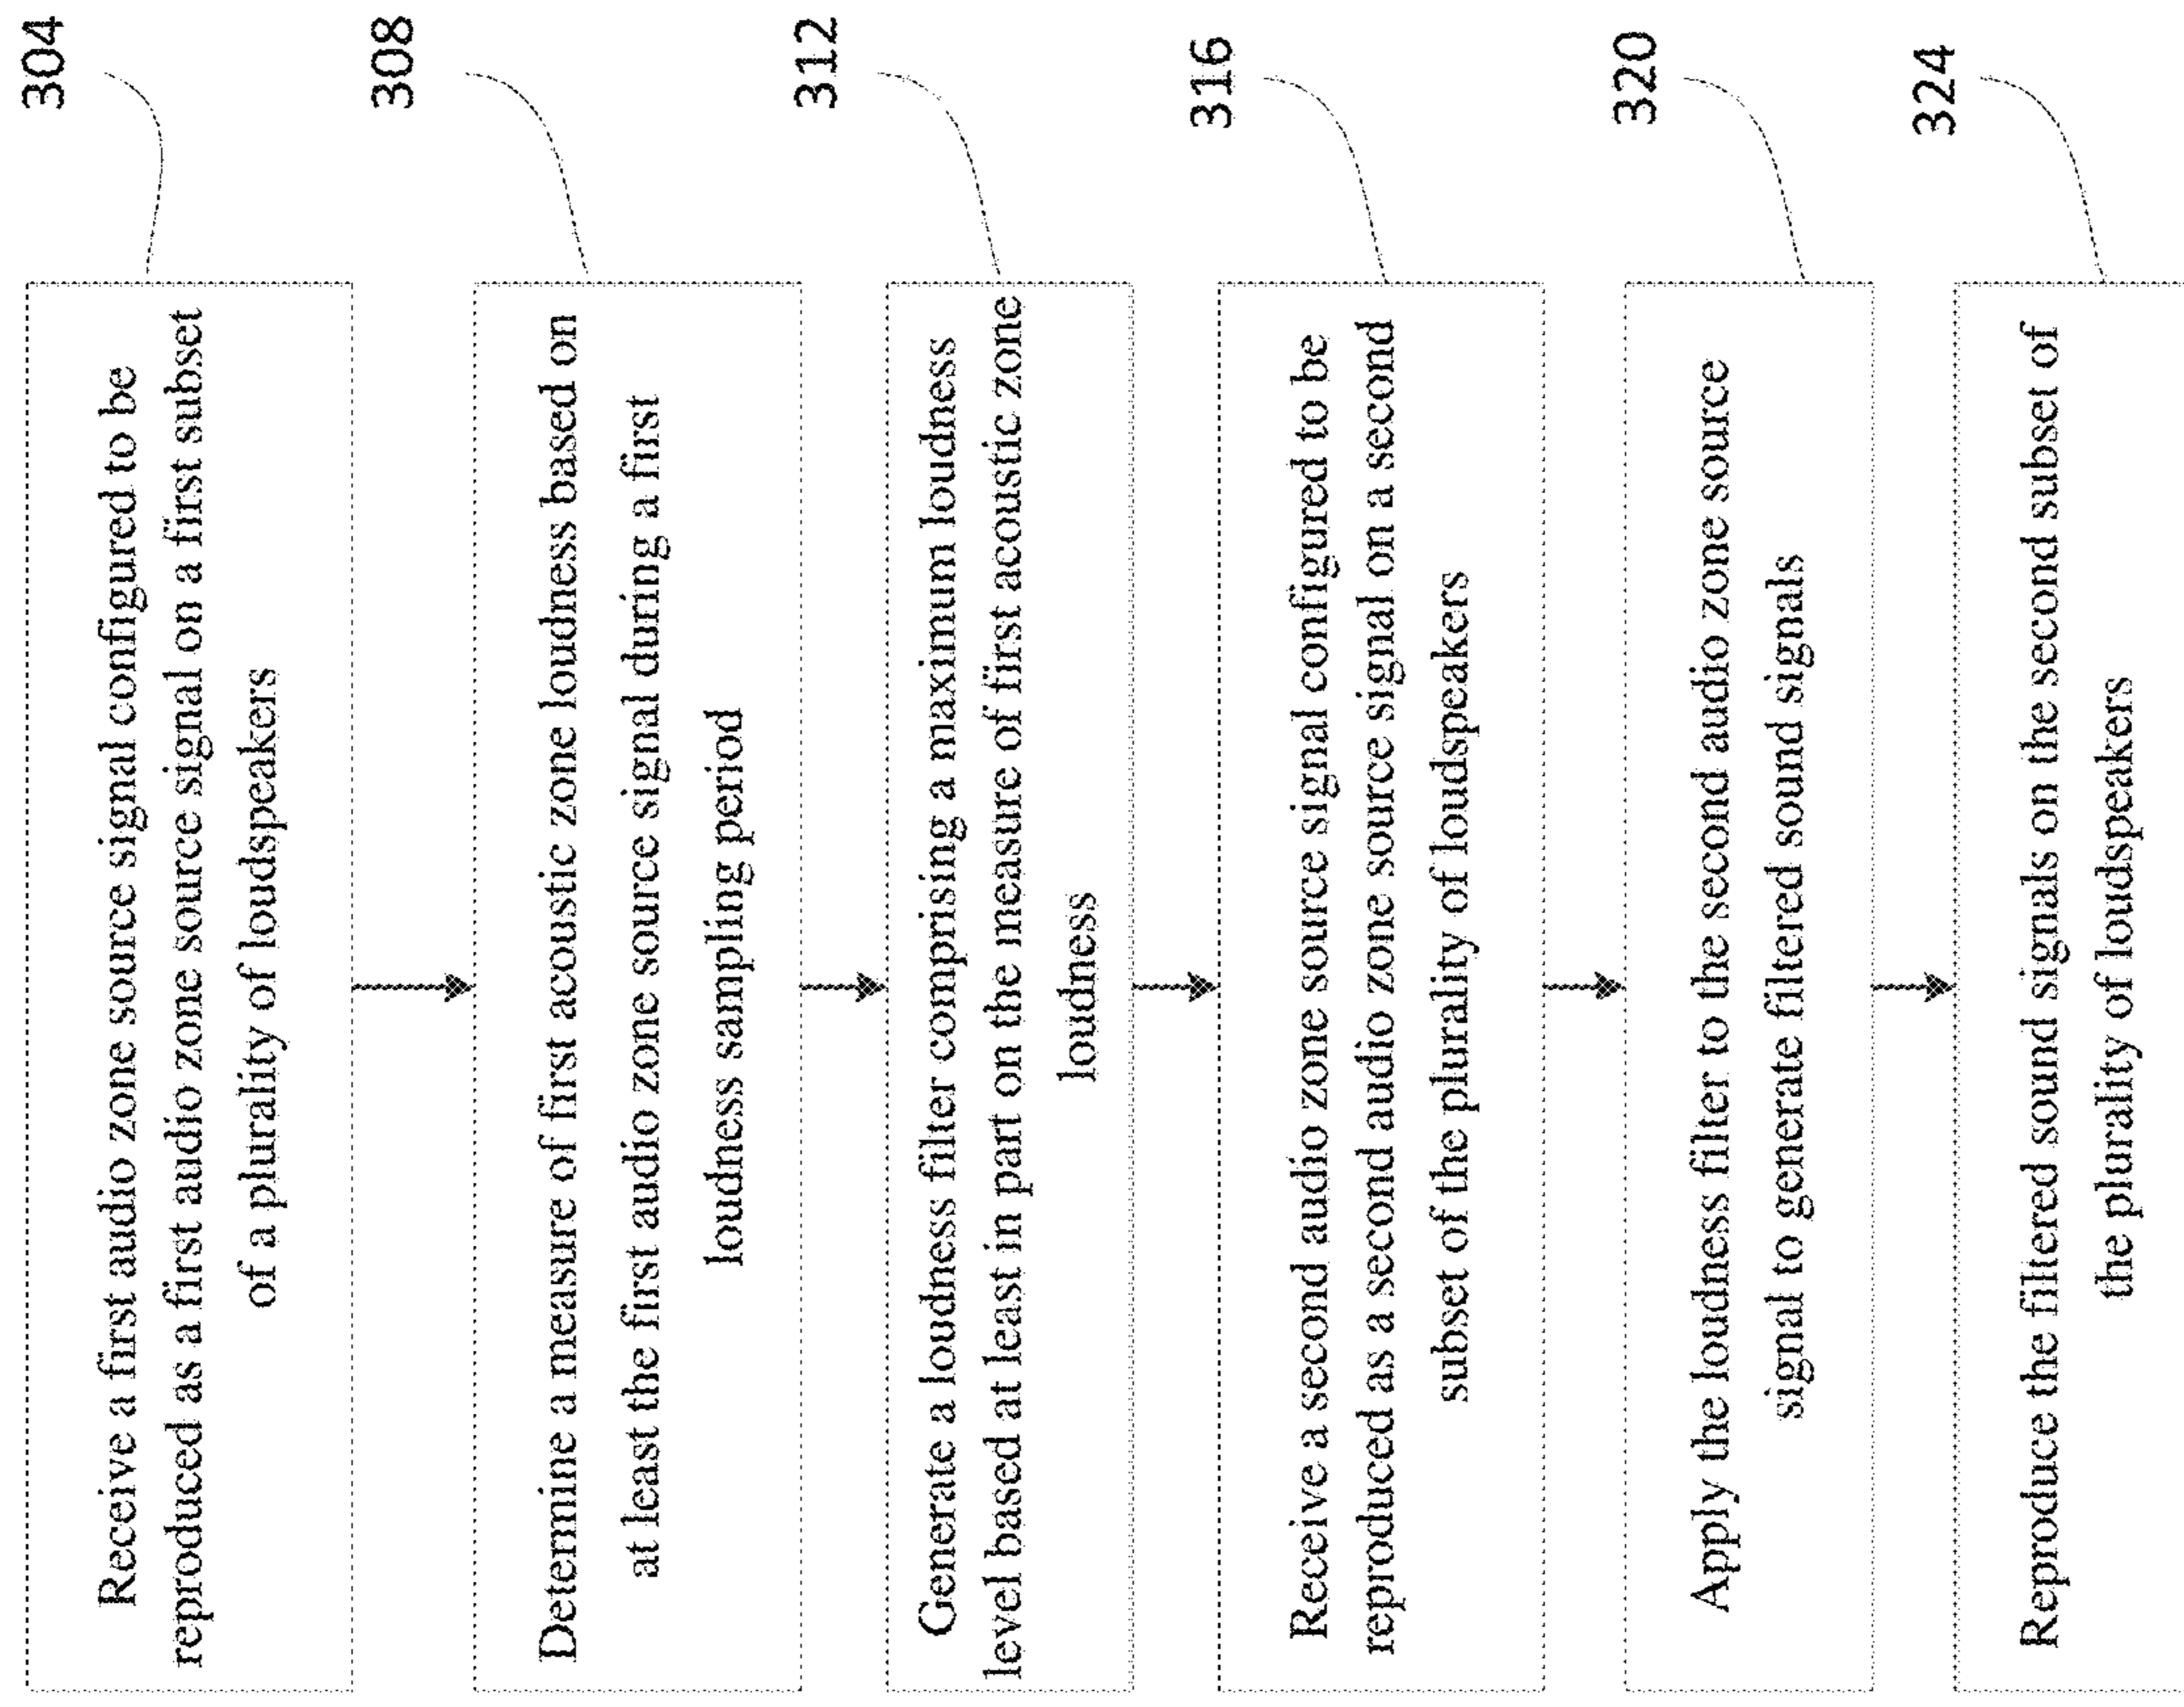 Receive a first audio zone source signal configured to be
reproduced as a first audio zone source signal on a first subset
of a plurality of loudspeakers
304
Determine a measure of first acoustic zone loudness based on
at least the first audio zone source signal during a first
loudness sampling period
308
Generate a loudness filter comprising a maximum loudness
level based at least in part on the measure of first acoustic zone
loudness
312
Receive a second audio zone source signal configured to be
reproduced as a second audio zone source signal on a second
subset of the plurality of loudspeakers
316
Apply the loudness filter to the second audio zone source
signal to generate filtered sound signals
320
Reproduce the filtered sound signals on the second subset of
the plurality of loudspeakers
324